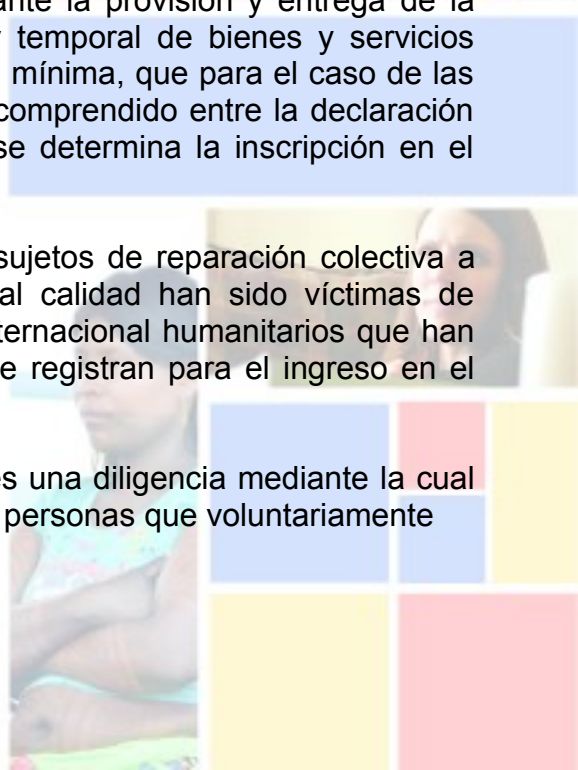 ante la provisión y entrega de la
temporal de bienes y servicios
mínima, que para el caso de las
comprendido entre la declaración
se determina la inscripción en el
sujetos de reparación colectiva a
al calidad han sido víctimas de
ternacional humanitarios que han
e registran para el ingreso en el
es una diligencia mediante la cual
personas que voluntariamente